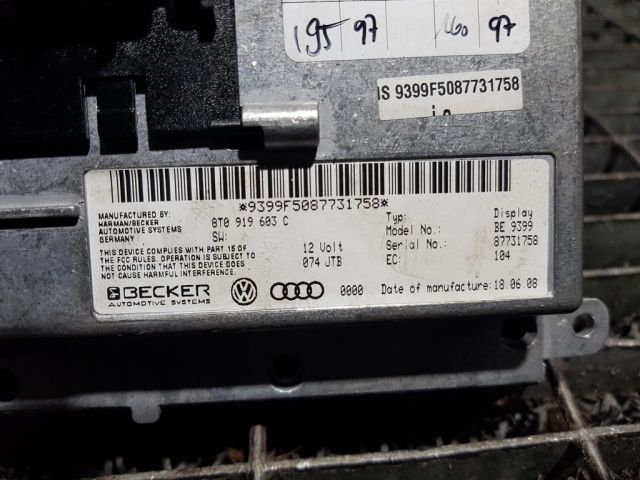 195 97 160 97
IS 9399F5087731758
*9399F5087731758*
MANUFACTURED BY:
HARMAN/BECKER
AUTOMOTIVE SYSTEMS
GERMANY
8T0 919 603 C
SW:
Typ: Display
Model No.: BE 9399
Serial No.: 87731758
EC: 104
THIS DEVICE COMPLIES WITH PART 15 OF
THE FCC RULES. OPERATION IS SUBJECT
TO THE CONDITION THAT THIS DEVICE DOES
NOT CAUSE HARMFUL INTERFERENCE.
12 Volt
074 JTB
BECKER
AUTOMOTIVE SYSTEMS
0000 Date of manufacture: 18.06.08